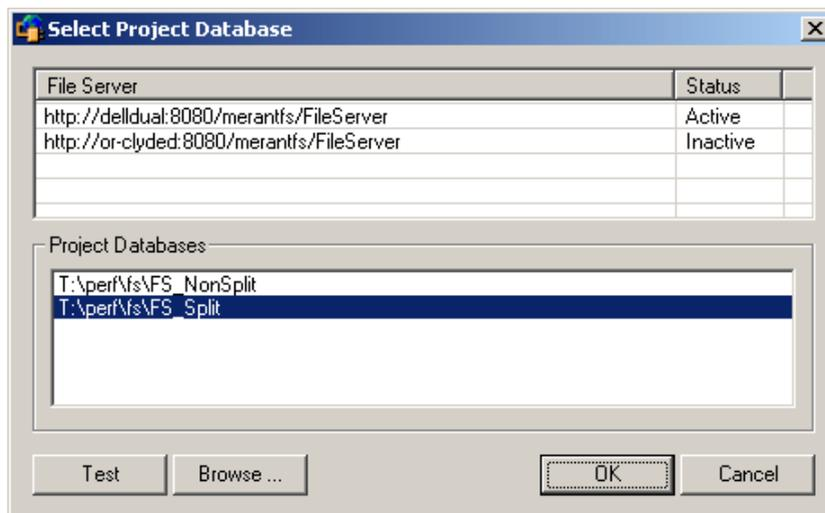 Select Project Database
File Server Status
http://delldual:8080/merantfs/FileServer Active
http://or-clyded:8080/merantfs/FileServer Inactive
Project Databases
T:\perf\fs\FS_NonSplit
T:\perf\fs\FS_Split
Test Browse ... OK Cancel